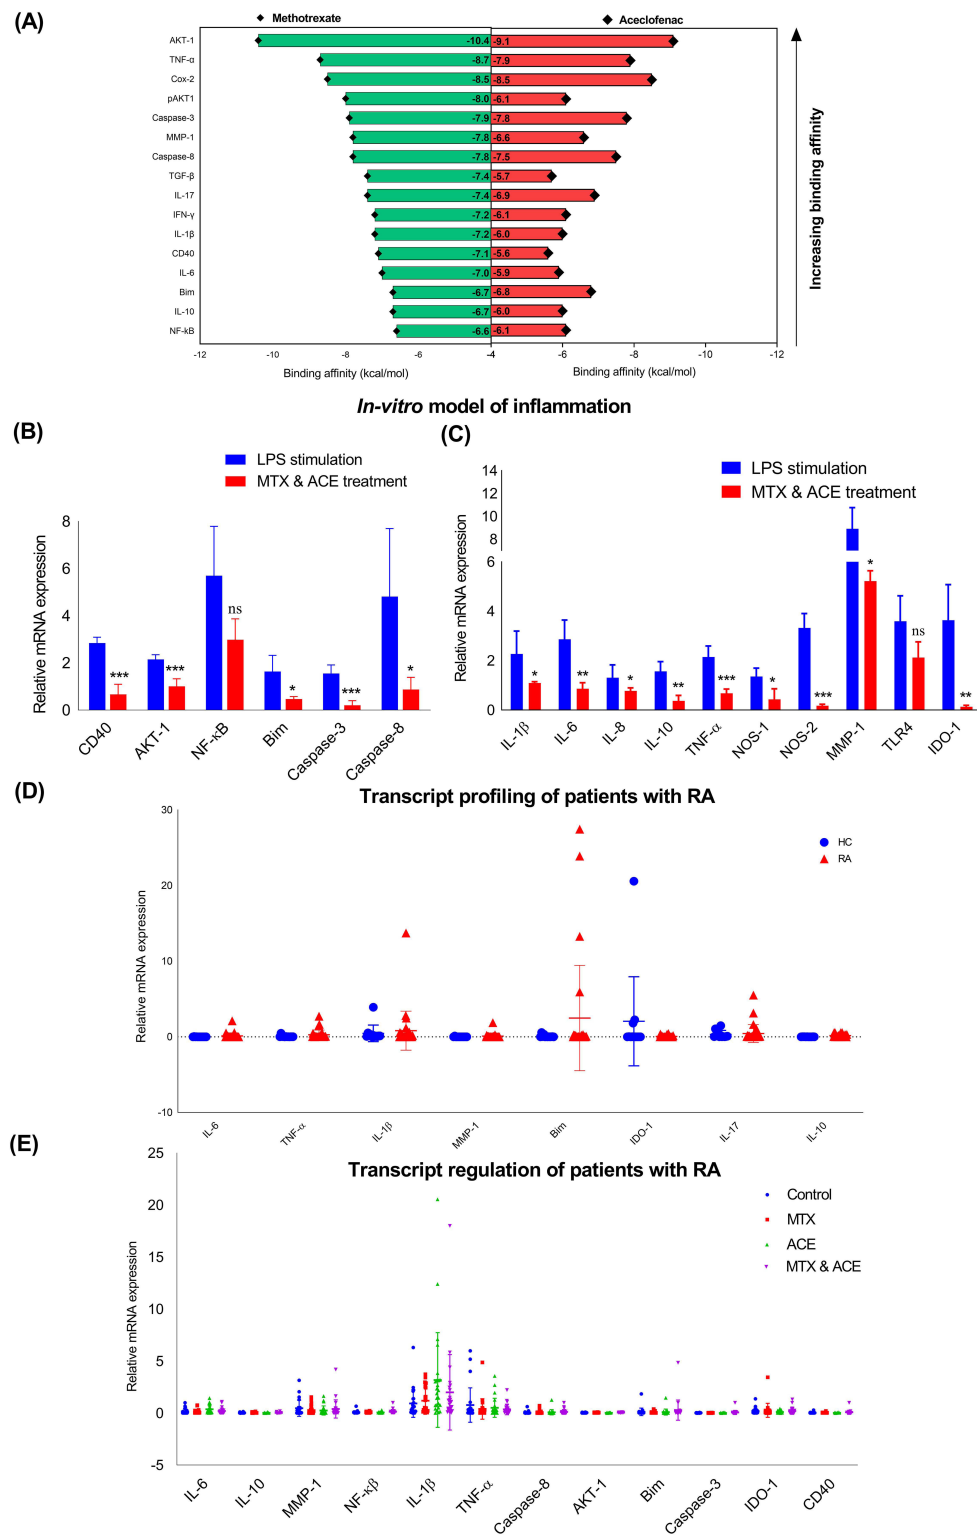 (A)
Methotrexate
Aceclofenac
AKT-1 -10.4 -9.1
TNF-α -8.7 -7.9
Cox-2 -8.5 -8.5
pAKT1 -8.0 -6.1
Caspase-3 -7.9 -7.8
MMP-1 -7.8 -6.6
Caspase-8 -7.8 -7.5
TGF-β -7.4 -5.7
IL-17 -7.4 -6.9
IFN-γ -7.2 -6.1
IL-1β -7.2 -6.0
CD40 -7.1 -5.6
IL-6 -7.0 -5.9
Bim -6.7 -6.8
IL-10 -6.7 -6.0
NF-kB -6.6 -6.1
-12 -10 -8 -6 -4 -6 -8 -10 -12
Binding affinity (kcal/mol) Binding affinity (kcal/mol)
Increasing binding affinity
In-vitro model of inflammation
(B)
LPS stimulation
MTX & ACE treatment
Relative mRNA expression
8
6
4
2
0
*** *** ns * *** *
CD40 AKT-1 NF-κB Bim Caspase-3 Caspase-8
(C)
LPS stimulation
MTX & ACE treatment
Relative mRNA expression
14
12
10
8
6
4
2
0
* ** * ** *** * *** * ns **
IL-1β IL-6 IL-8 IL-10 TNF-α NOS-1 NOS-2 MMP-1 TLR4 IDO-1
(D)
Transcript profiling of patients with RA
HC
RA
Relative mRNA expression
30
20
10
0
-10
IL-6 TNF-α IL-1β MMP-1 Bim IDO-1 IL-17 IL-10
(E)
Transcript regulation of patients with RA
Control
MTX
ACE
MTX & ACE
Relative mRNA expression
25
20
15
10
5
0
-5
IL-6 IL-10 MMP-1 NF-κβ IL-1β TNF-α Caspase-8 AKT-1 Bim Caspase-3 IDO-1 CD40